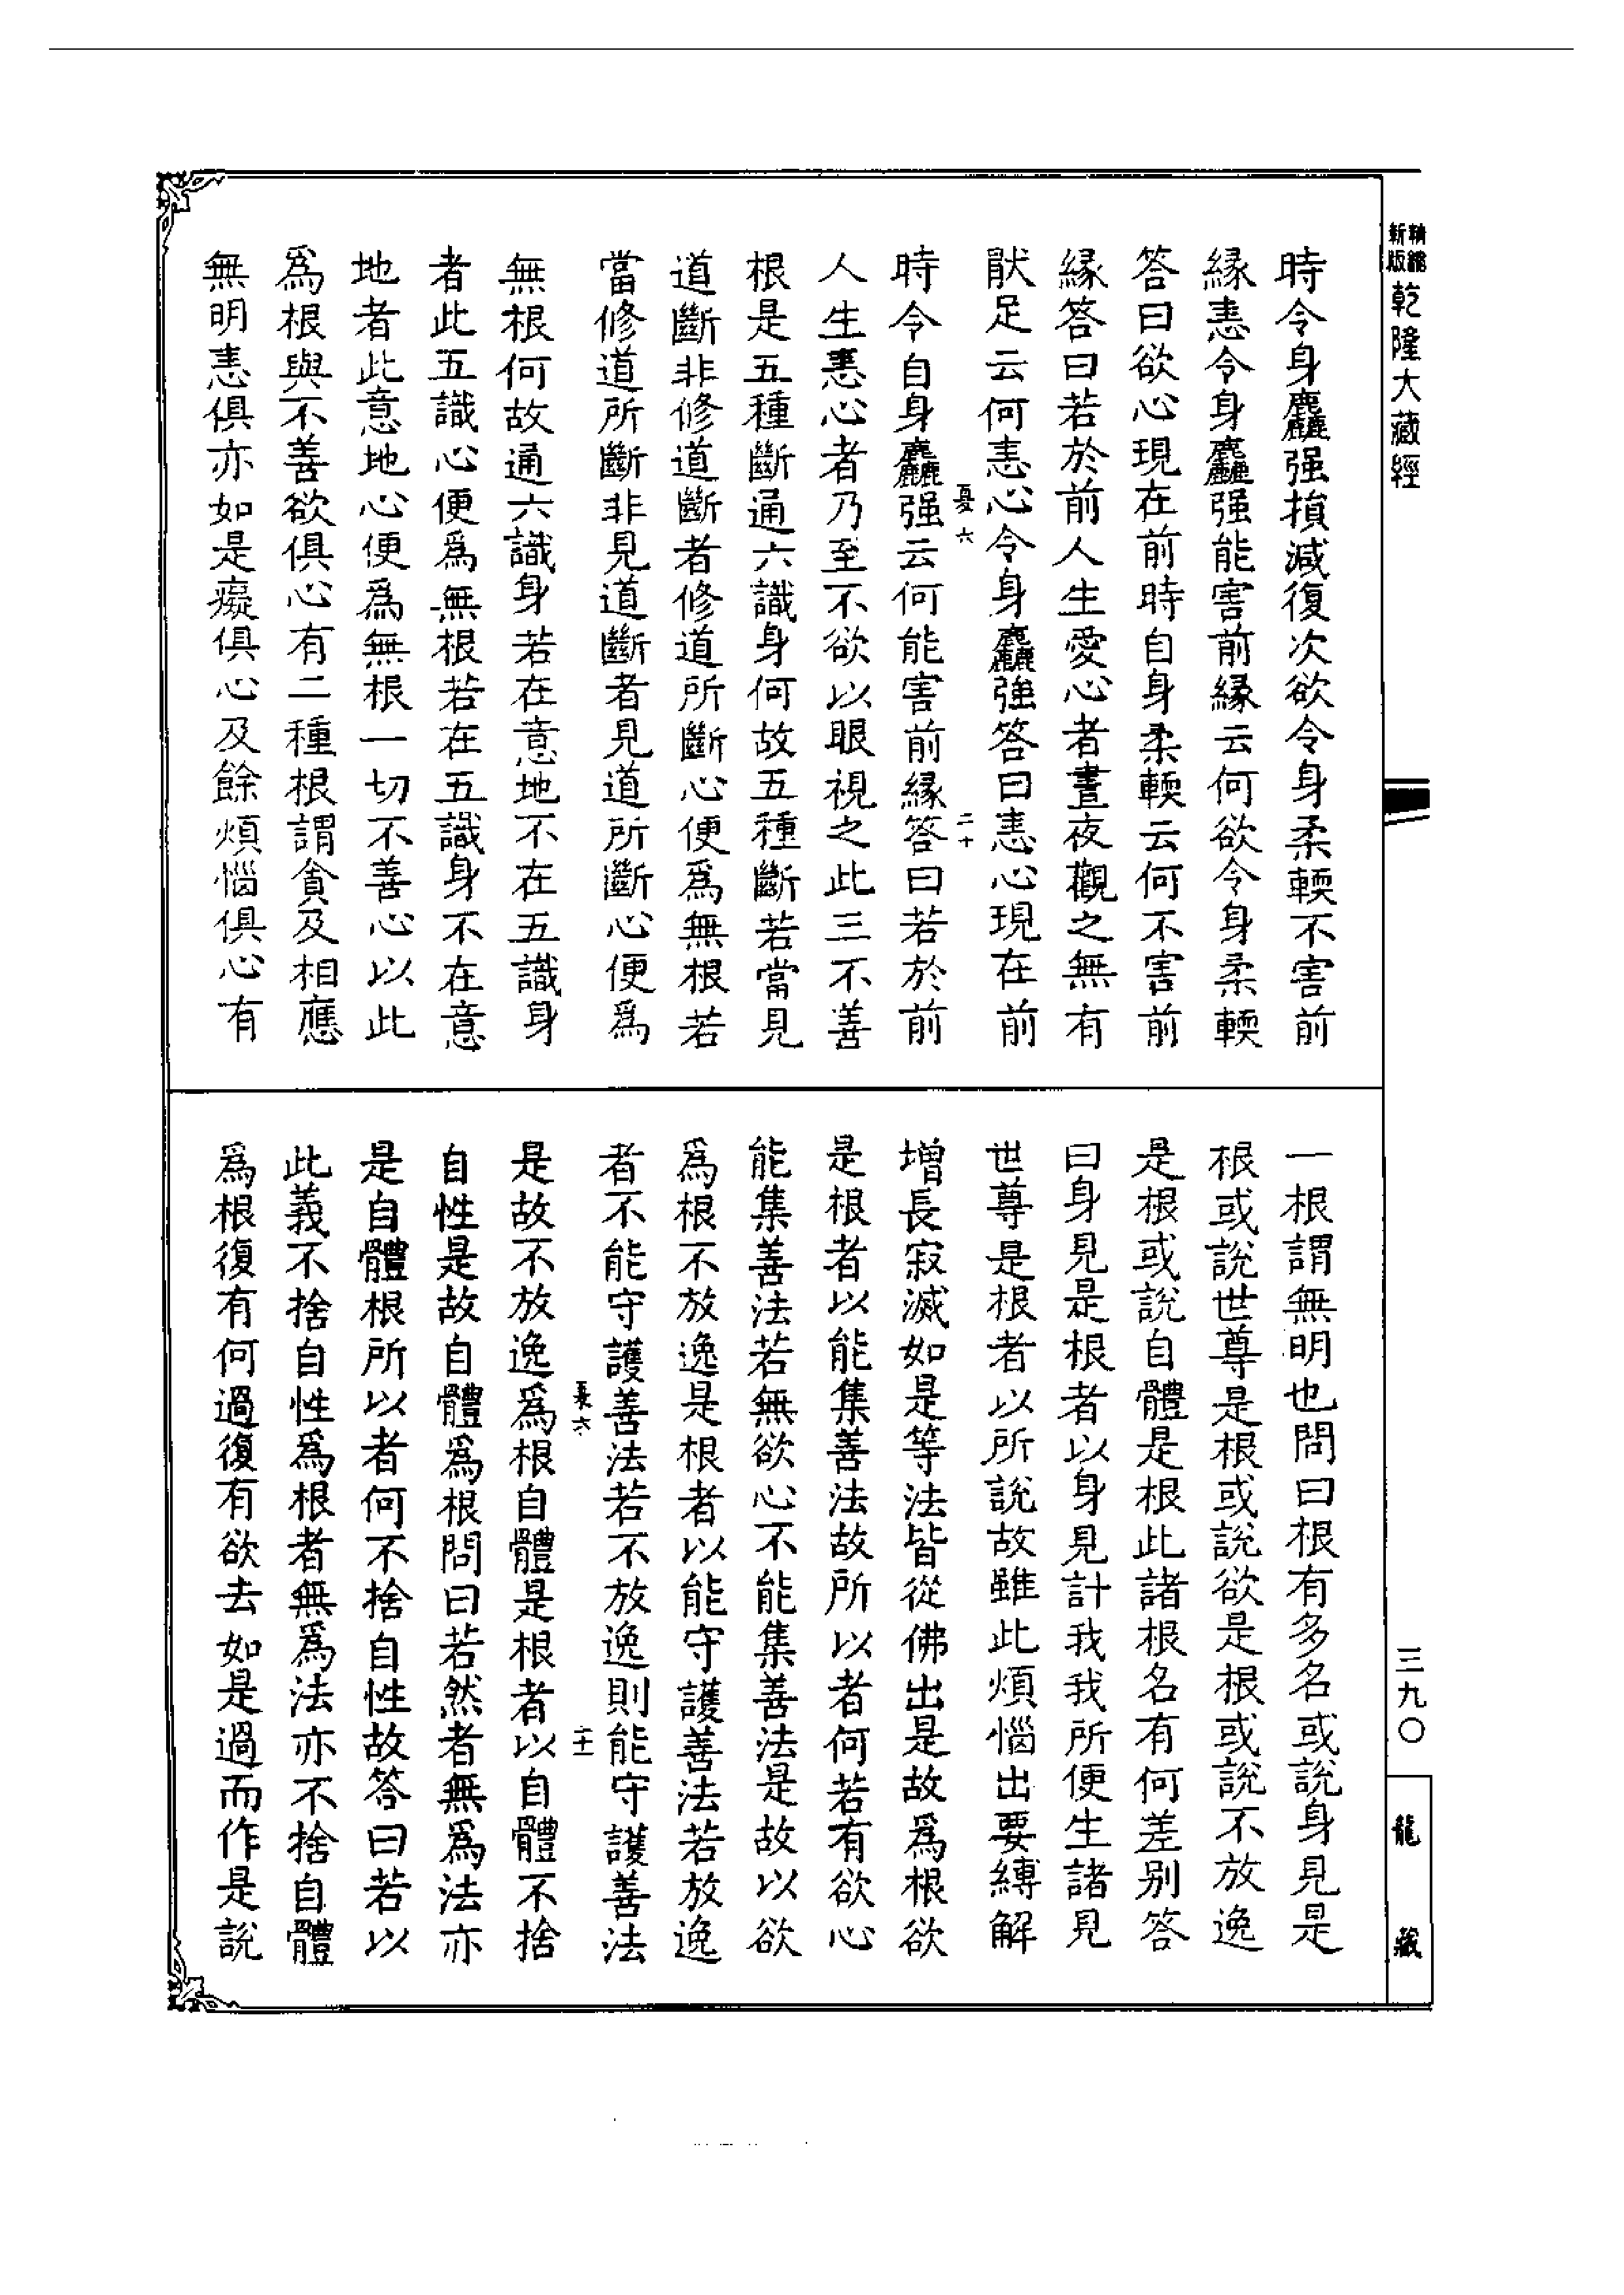 精縮
新版
乾隆大藏經
三九〇
龍藏
時令身麤强損減復次欲令身柔輭不害前
緣恚令身麤强能害前緣云何欲令身柔輭
答曰欲心現在前時自身柔輭云何不害前
緣答曰若於前人生愛心者晝夜觀之無有
猒足云何恚心令身麤強答曰恚心現在前
夏六
二十
時令自身麤强云何能害前緣答曰若於前
人生恚心者乃至不欲以眼視之此三不善
根是五種斷通六識身何故五種斷若當見
道斷非修道斷者修道所斷心便爲無根若
當修道所斷非見道斷者見道所斷心便爲
無根何故通六識身若在意地不在五識身
者此五識心便爲無根若在五識身不在意
地者此意地心便爲無根一切不善心以此
爲根與不善欲俱心有二種根謂貪及相應
無明恚俱亦如是癡俱心及餘煩惱俱心有
一根謂無明也問曰根有多名或說身見是
根或說世尊是根或說欲是根或說不放逸
是根或說自體是根此諸根名有何差别答
曰身見是根者以身見計我我所便生諸見
世尊是根者以所說故雖此煩惱出要縛解
增長寂滅如是等法皆從佛出是故爲根欲
是根者以能集善法故所以者何若有欲心
能集善法若無欲心不能集善法是故以欲
爲根不放逸是根者以能守護善法若放逸
者不能守護善法若不放逸則能守護善法
夏六
二十一
是故不放逸爲根自體是根者以自體不捨
自性是故自體爲根問曰若然者無爲法亦
是自體根所以者何不捨自性故答曰若以
此義不捨自性爲根者無爲法亦不捨自體
爲根復有何過復有欲去如是過而作是說